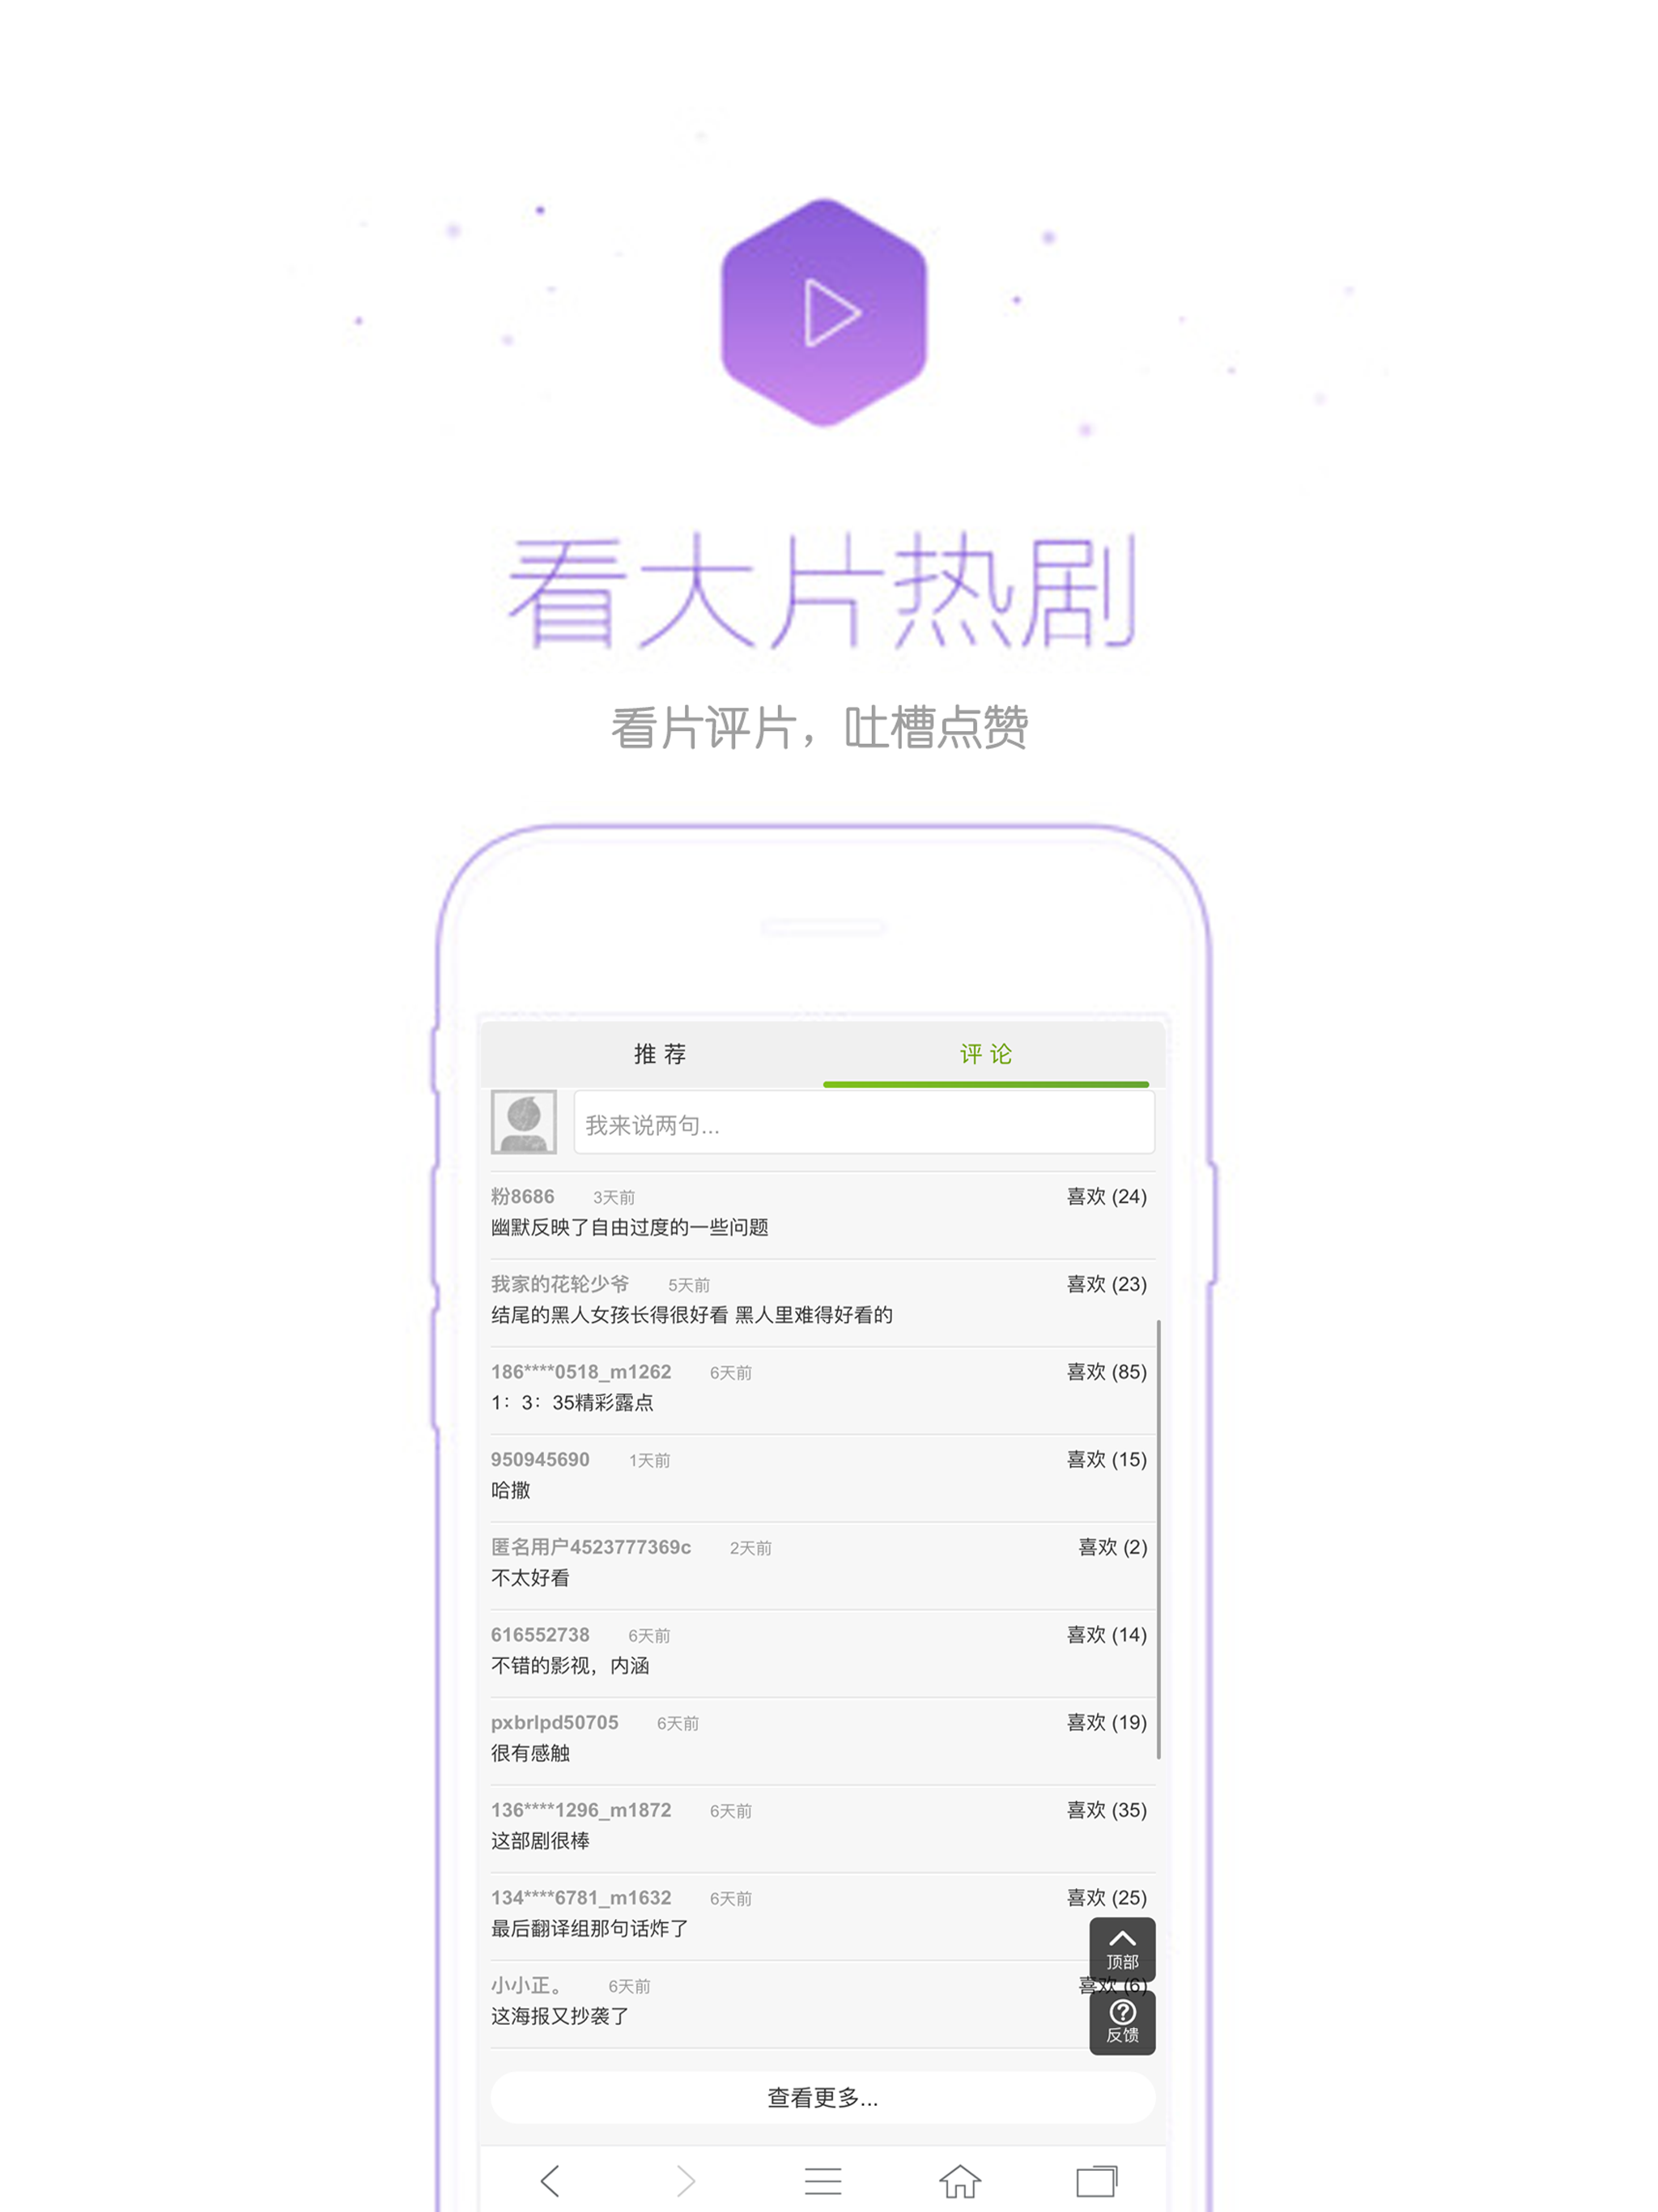 看大片热剧
看片评片，吐槽点赞
推 荐 评 论
我来说两句...
粉8686 3天前 喜欢 (24)
幽默反映了自由过度的一些问题
我家的花轮少爷 5天前 喜欢 (23)
结尾的黑人女孩长得很好看 黑人里难得好看的
186****0518_m1262 6天前 喜欢 (85)
1：3：35精彩露点
950945690 1天前 喜欢 (15)
哈撒
匿名用户4523777369c 2天前 喜欢 (2)
不太好看
616552738 6天前 喜欢 (14)
不错的影视，内涵
pxbrlpd50705 6天前 喜欢 (19)
很有感触
136****1296_m1872 6天前 喜欢 (35)
这部剧很棒
134****6781_m1632 6天前 喜欢 (25)
最后翻译组那句话炸了
顶部
小小正。 6天前 喜欢 (6)
这海报又抄袭了
反馈
查看更多...